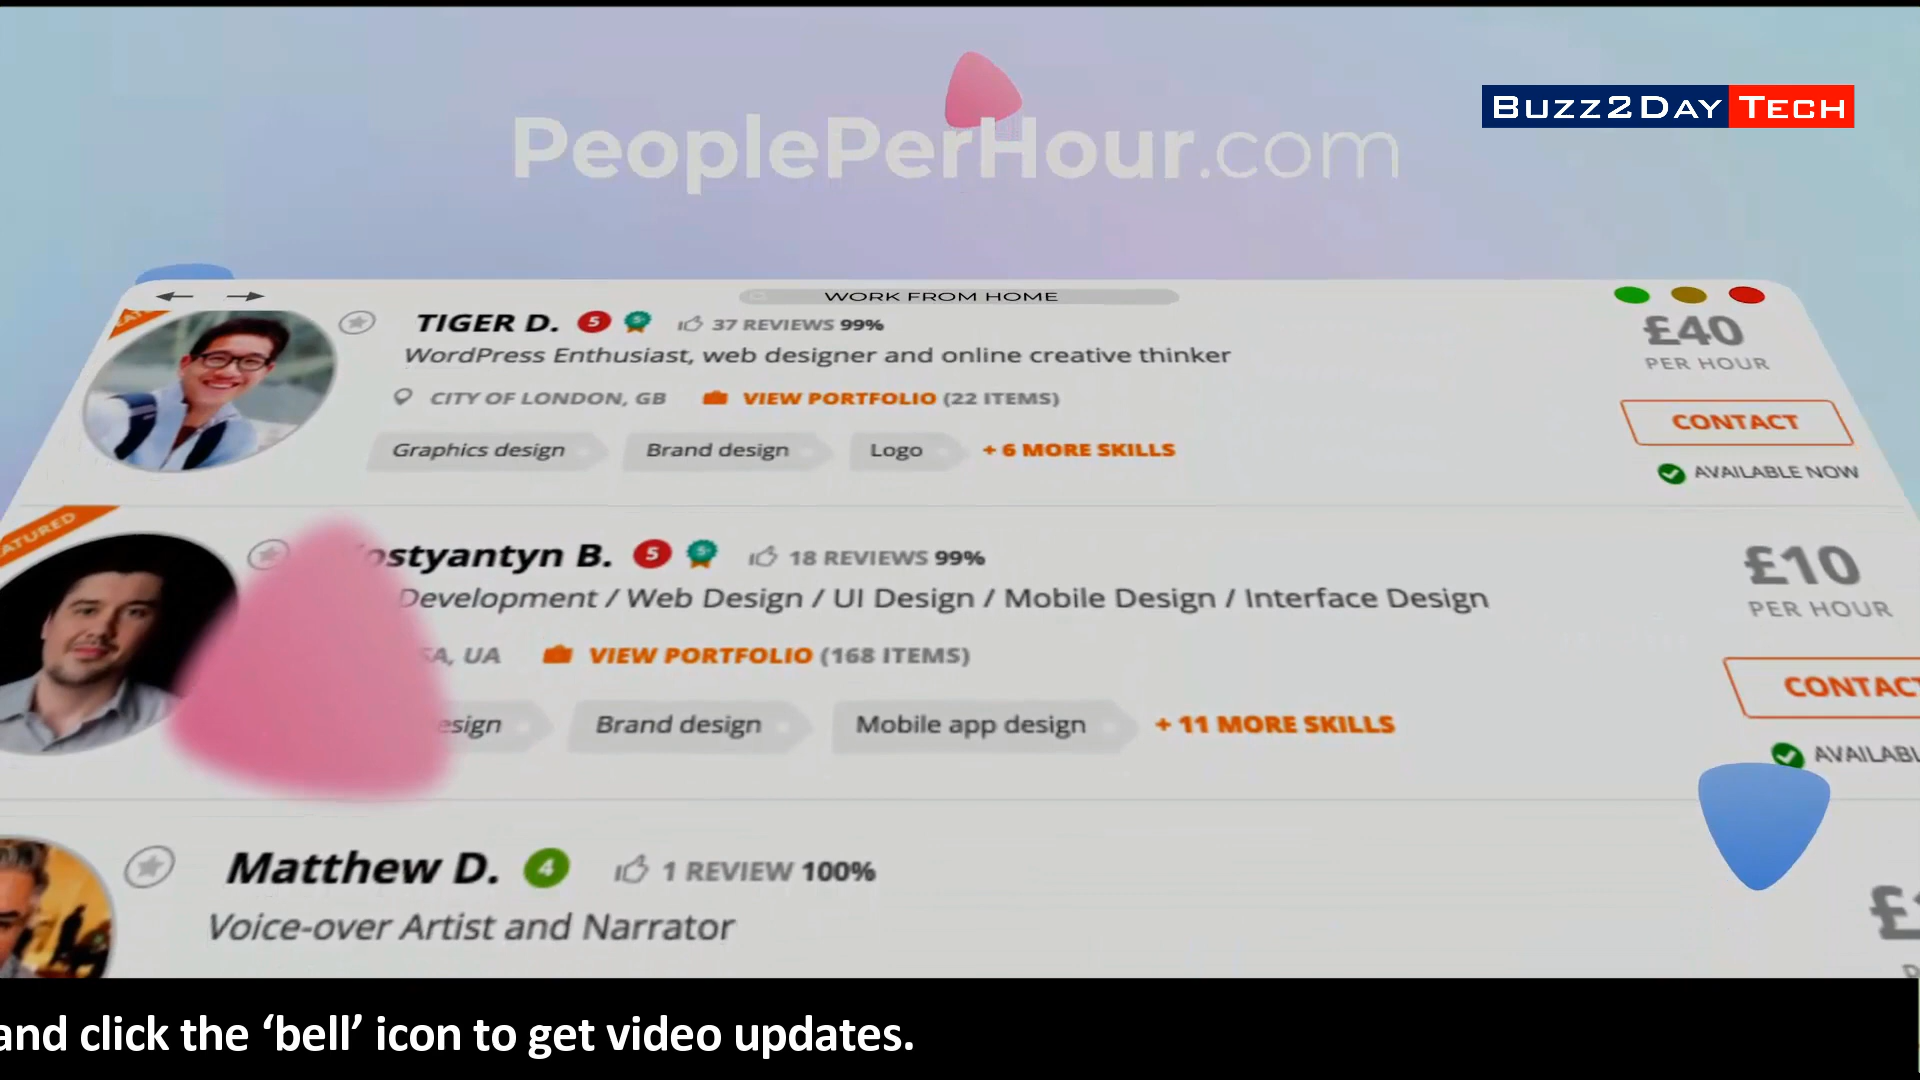 PeoplePerHour.com
BUZZ2DAY TECH
WORK FROM HOME
TIGER D. 5 37 REVIEWS 99%
£40
PER HOUR
WordPress Enthusiast, web designer and online creative thinker
CITY OF LONDON, GB VIEW PORTFOLIO (22 ITEMS)
CONTACT
Graphics design Brand design Logo + 6 MORE SKILLS
AVAILABLE NOW
FEATURED
ostyantyn B. 5 18 REVIEWS 99%
£10
PER HOUR
Development / Web Design / UI Design / Mobile Design / Interface Design
UA VIEW PORTFOLIO (168 ITEMS)
CONTACT
Brand design Mobile app design + 11 MORE SKILLS
Matthew D. 4 1 REVIEW 100%
Voice-over Artist and Narrator
and click the ‘bell’ icon to get video updates.